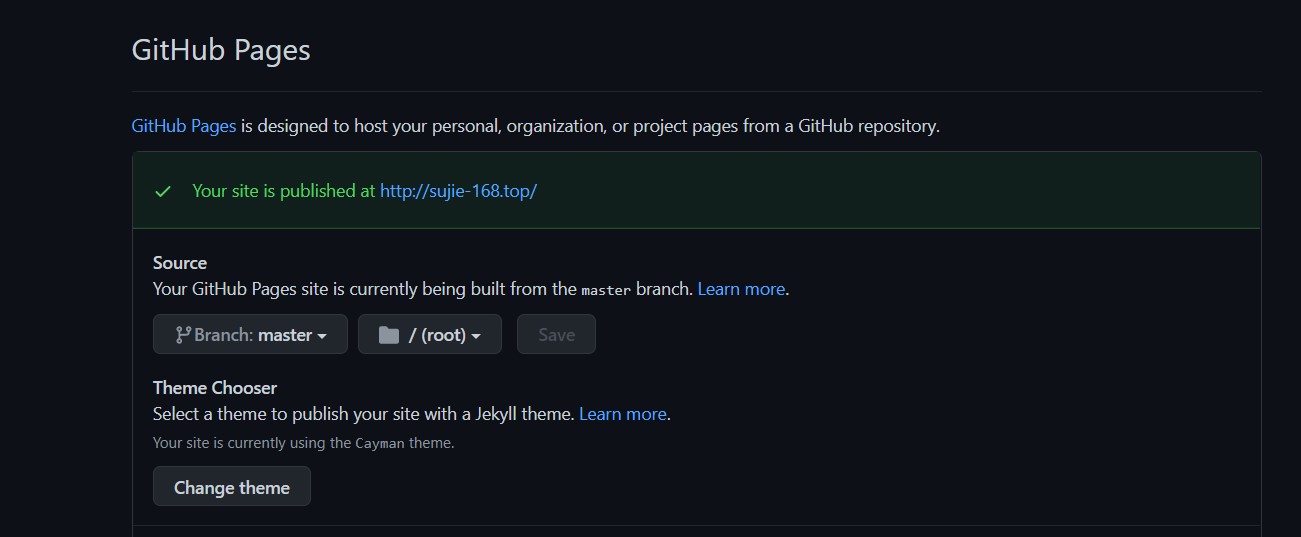 GitHub Pages
GitHub Pages is designed to host your personal, organization, or project pages from a GitHub repository.
Your site is published at http://sujie-168.top/
Source
Your GitHub Pages site is currently being built from the master branch. Learn more.
Branch: master / (root) Save
Theme Chooser
Select a theme to publish your site with a Jekyll theme. Learn more.
Your site is currently using the Cayman theme.
Change theme